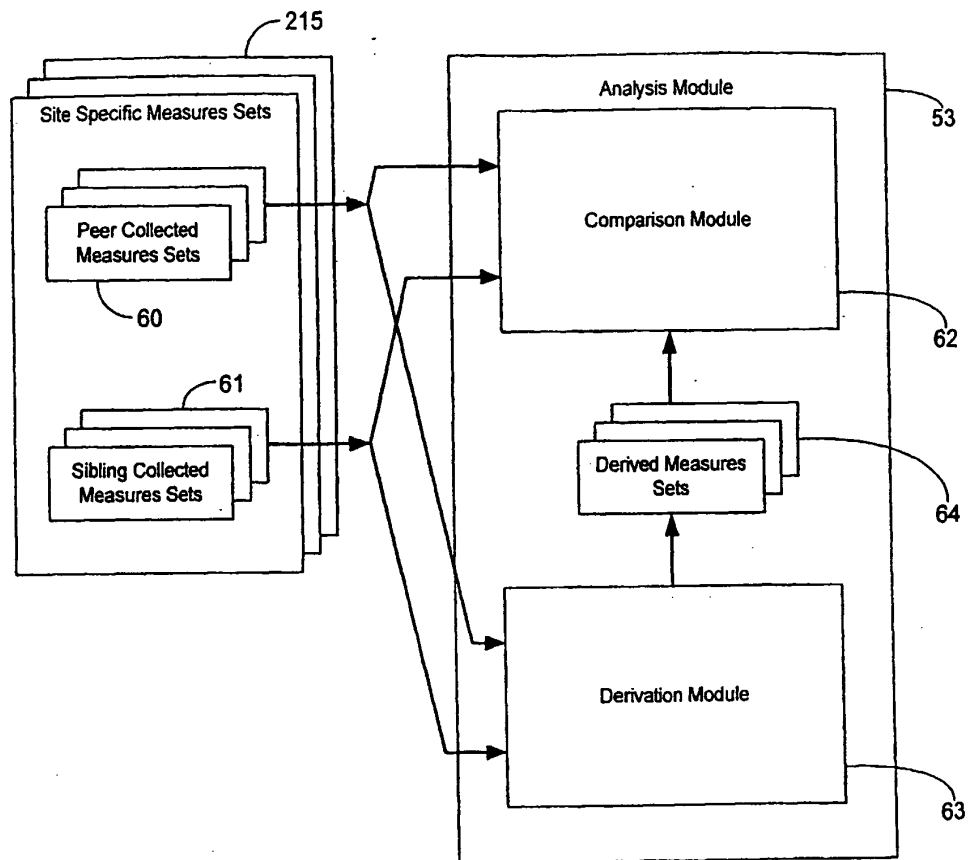 215
Site Specific Measures Sets
Peer Collected
Measures Sets
60
61
Sibling Collected
Measures Sets
Analysis Module
53
Comparison Module
62
Derived Measures
Sets
64
Derivation Module
63